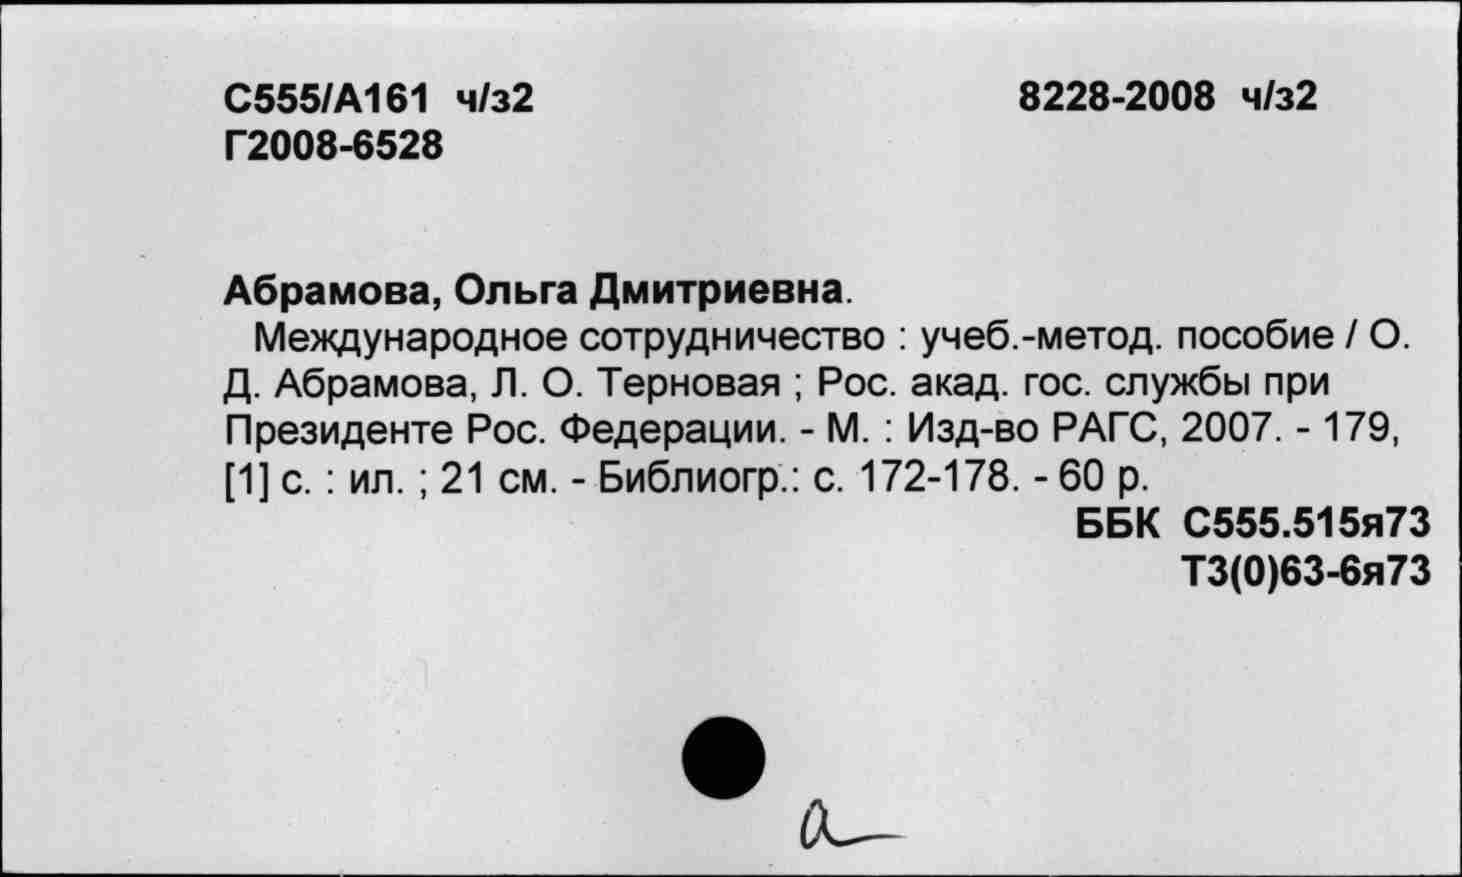 С555/А161 ч/з2
8228-2008 ч/з2
Г2008-6528
Абрамова, Ольга Дмитриевна.
Международное сотрудничество : учеб.-метод. пособие / О.
Д. Абрамова, Л. О. Терновая ; Рос. акад. гос. службы при
Президенте Рос. Федерации. - М. : Изд-во РАГС, 2007. - 179,
[1] с. : ил. ; 21 см. - Библиогр.: с. 172-178. - 60 р.
ББК С555.515я73
Т3(0)63-6я73
а